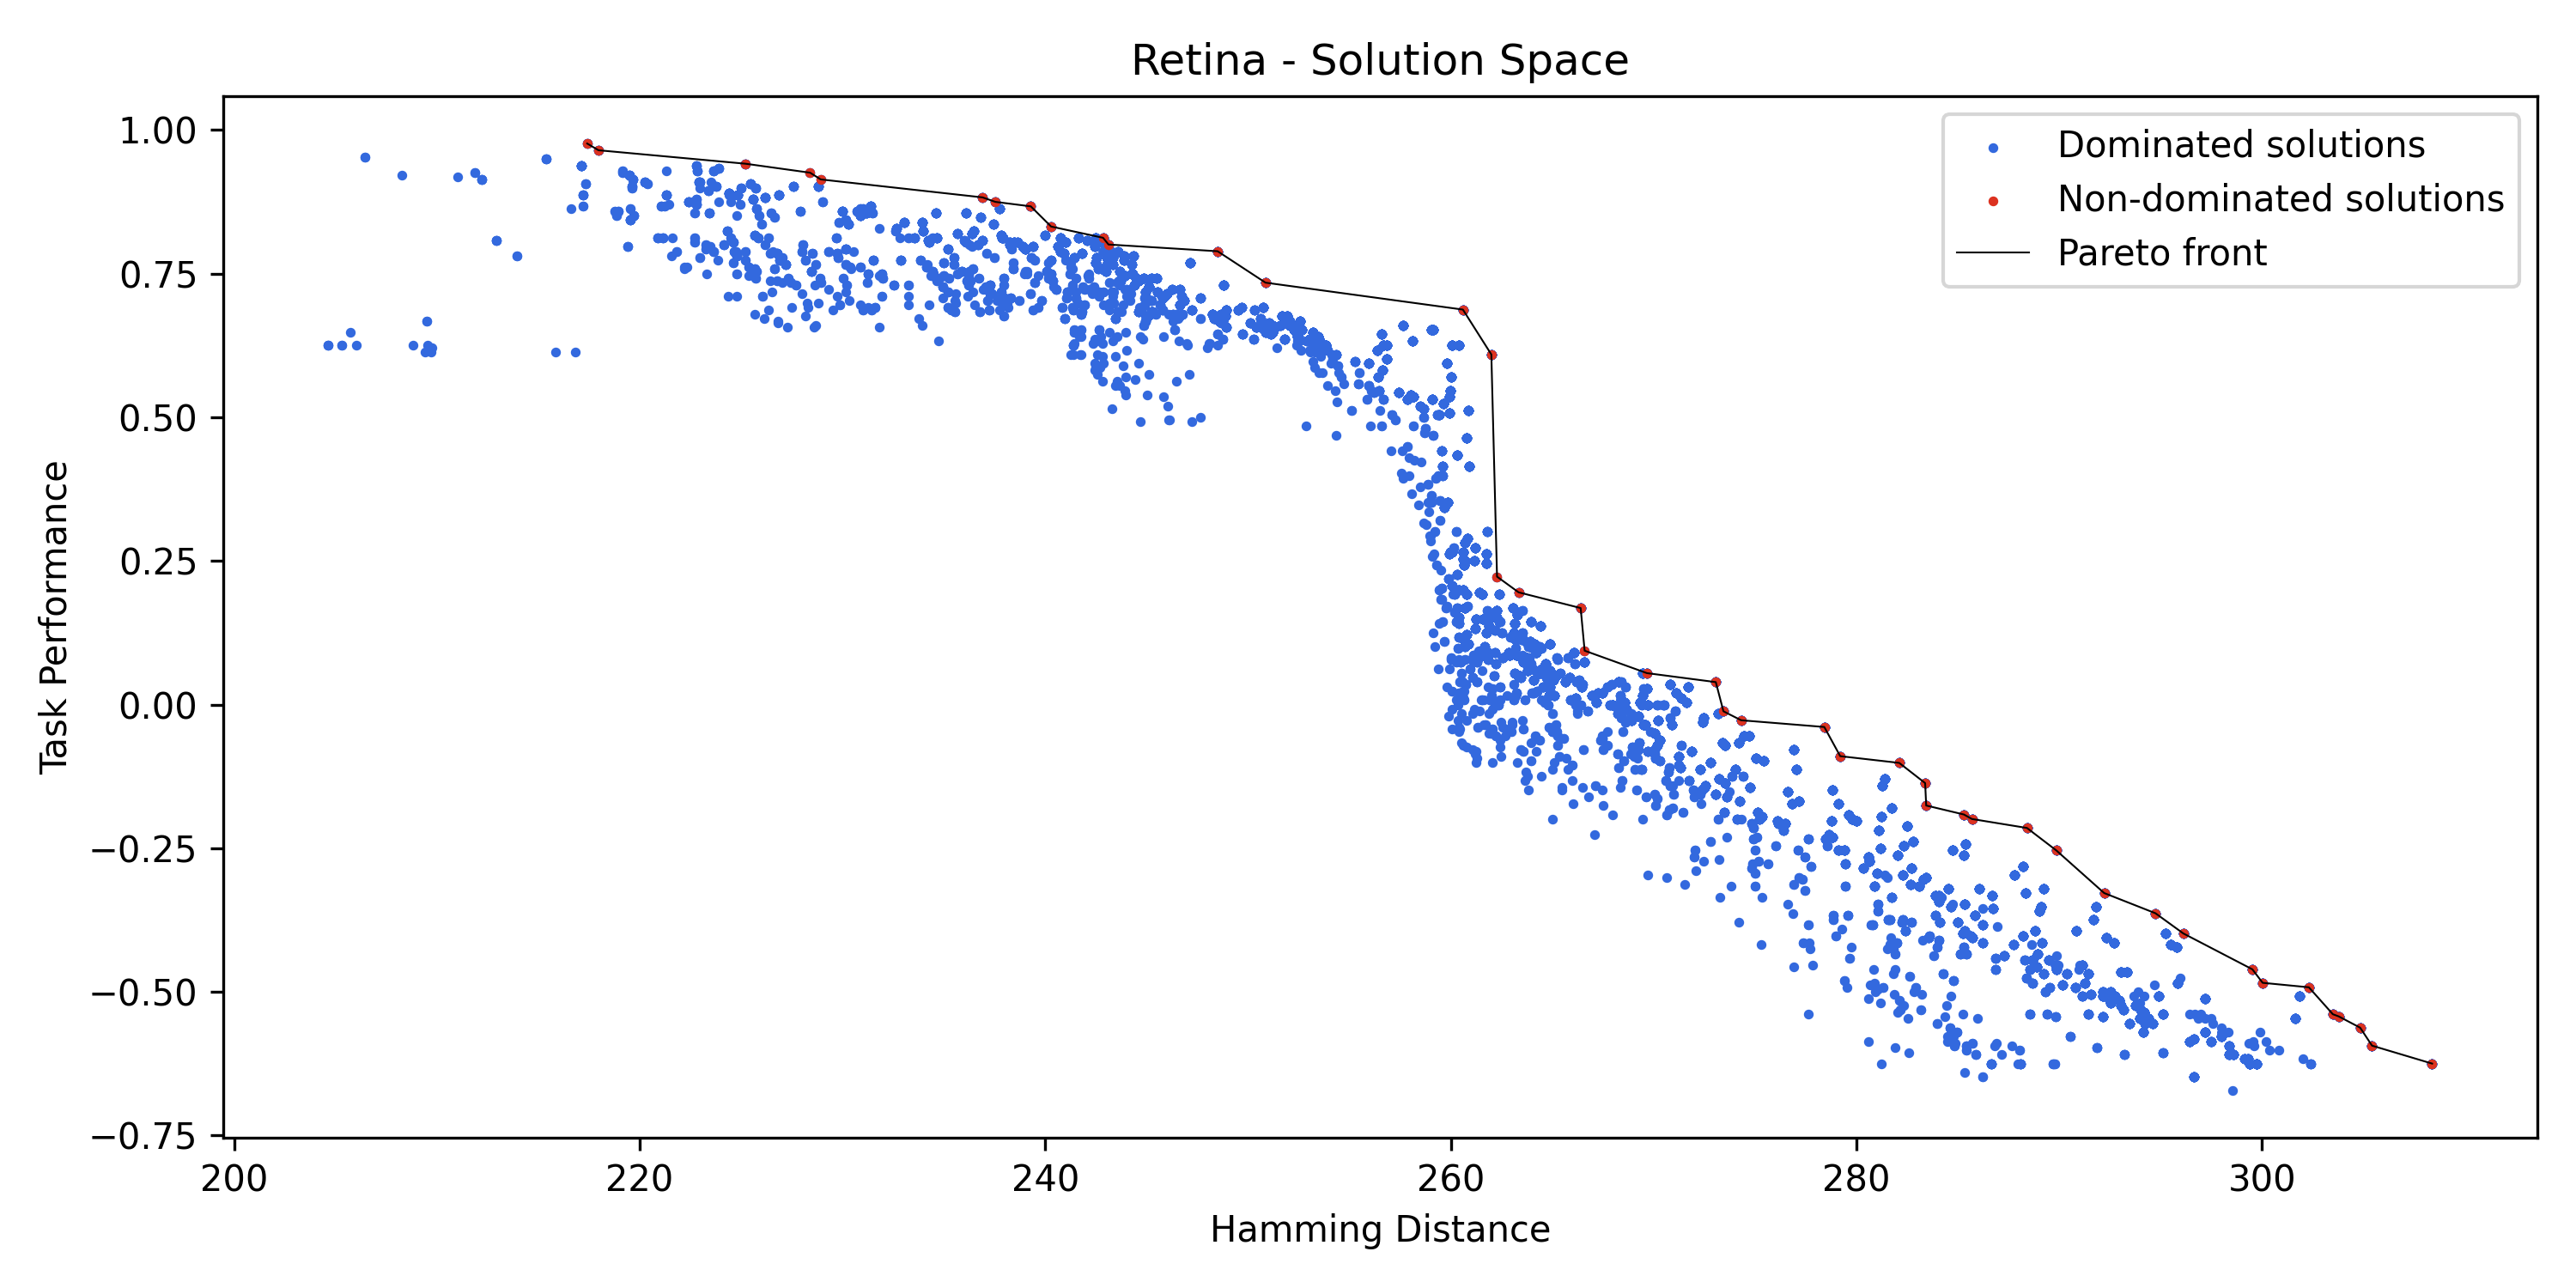 Retina - Solution Space
Dominated solutions
Non-dominated solutions
Pareto front
Task Performance
1.00
0.75
0.50
0.25
0.00
−0.25
−0.50
−0.75
200
220
240
260
280
300
Hamming Distance